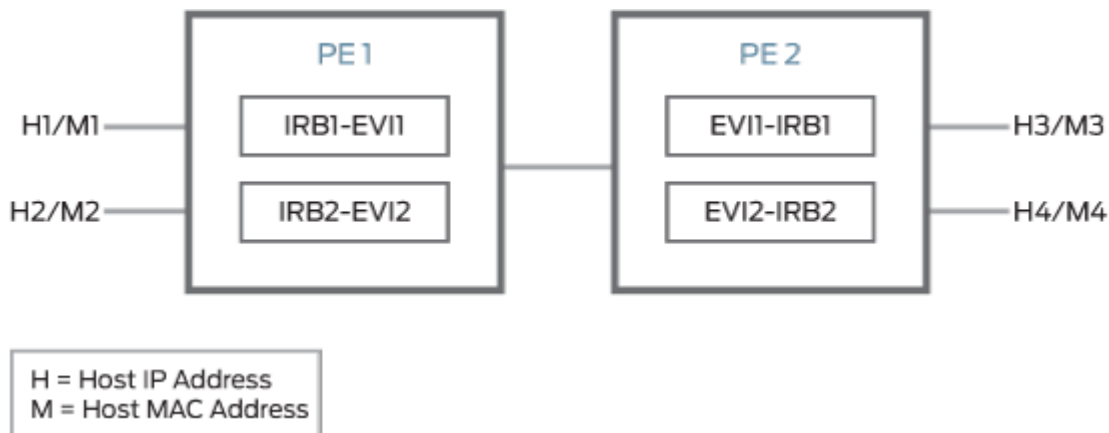 PE 1
PE 2
H1/M1
IRB1-EVI1
EVI1-IRB1
H3/M3
H2/M2
IRB2-EVI2
EVI2-IRB2
H4/M4
H = Host IP Address
M = Host MAC Address